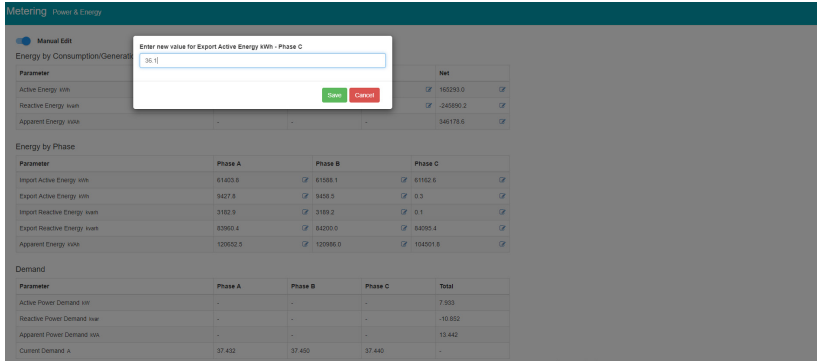 Metering Power & Energy
Manual Edit
Enter new value for Export Active Energy kWh - Phase C
36.1
Save Cancel
Energy by Consumption/Generatio
Parameter Net
Active Energy kWh 165293.0
Reactive Energy kvarh -245890.2
Apparent Energy kVAh - - - 346178.6
Energy by Phase
Parameter Phase A Phase B Phase C
Import Active Energy kWh 61403.8 61568.1 61162.6
Export Active Energy kWh 9427.8 9458.5 0.3
Import Reactive Energy kvarh 3182.9 3189.2 0.1
Export Reactive Energy kvarh 83960.4 84200.0 84095.4
Apparent Energy kVAh 120652.5 120986.0 104501.8
Demand
Parameter Phase A Phase B Phase C Total
Active Power Demand kW - - - 7.933
Reactive Power Demand kvar - - - -10.852
Apparent Power Demand kVA - - - 13.442
Current Demand A 37.432 37.450 37.440 -